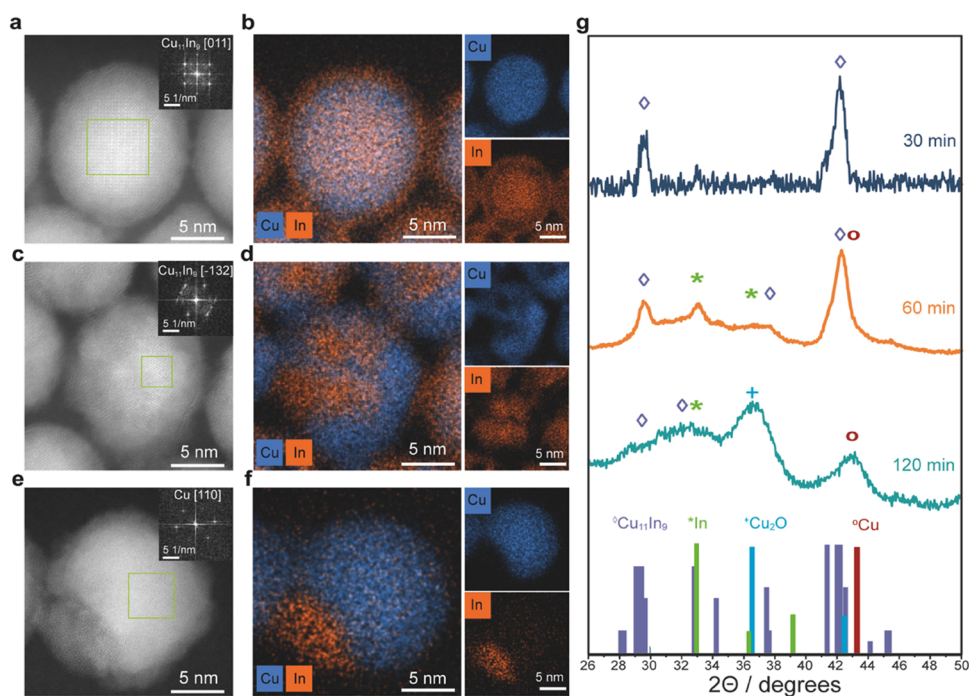 a
Cu₁₁In₉ [011]
5 1/nm
5 nm
b
Cu In
5 nm
Cu
In
5 nm
c
Cu₁₁In₉ [-132]
5 1/nm
5 nm
d
Cu In
5 nm
Cu
In
5 nm
e
Cu [110]
5 1/nm
5 nm
f
Cu In
5 nm
Cu
In
5 nm
g
◊ ◊
30 min
◊ * * ◊ ◊ o
60 min
◊ ◊ * + o
120 min
◊Cu₁₁In₉ *In +Cu₂O oCu
26 28 30 32 34 36 38 40 42 44 46 48 50
2Θ / degrees